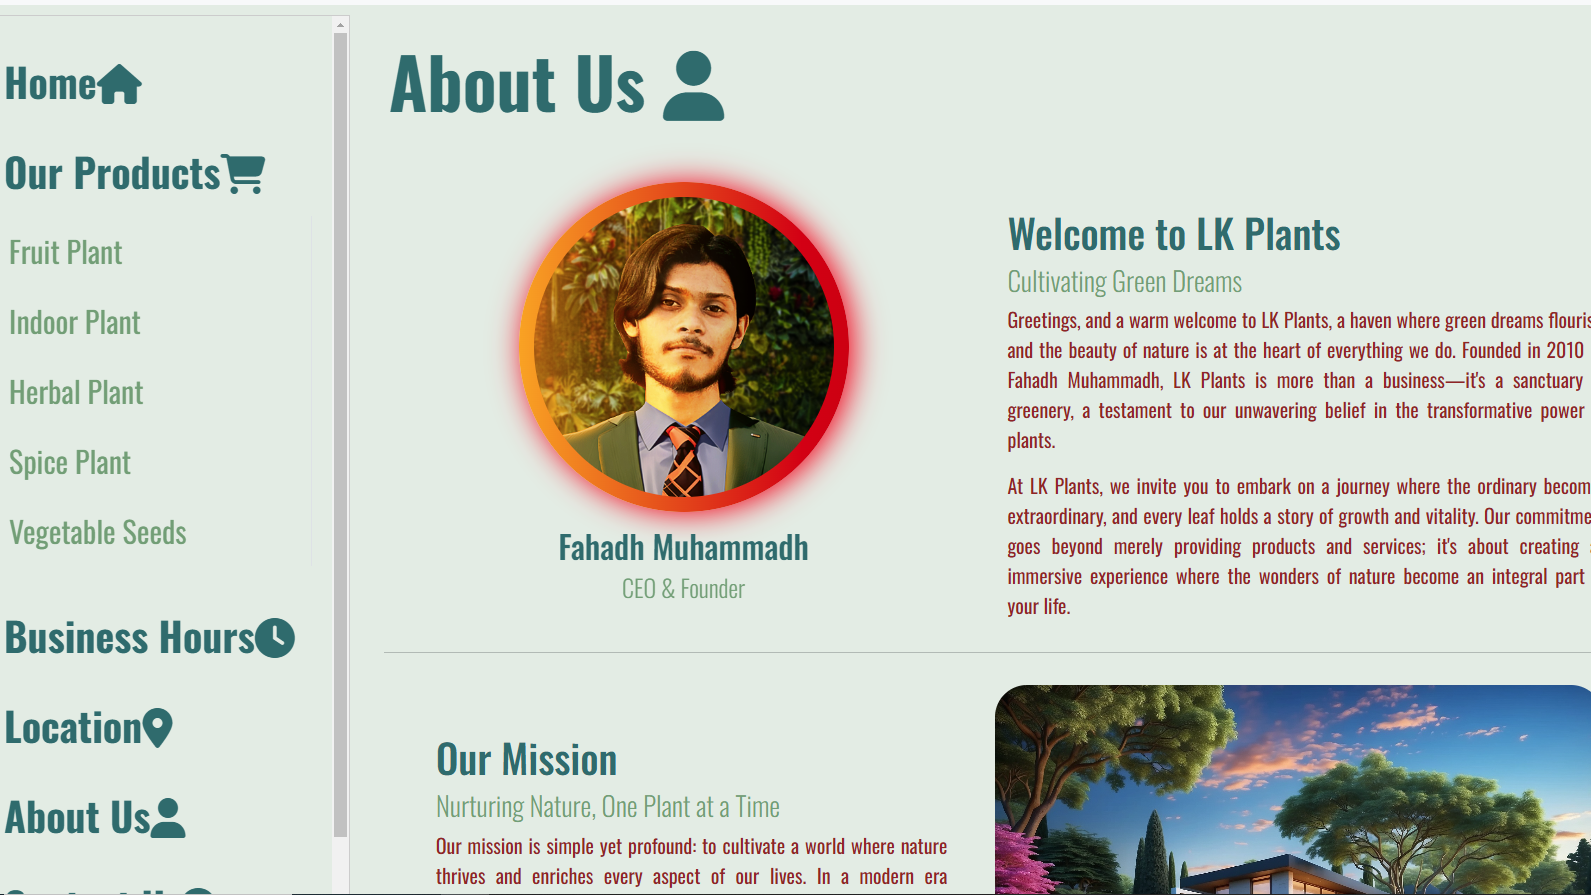 Home
Our Products
Fruit Plant
Indoor Plant
Herbal Plant
Spice Plant
Vegetable Seeds
Business Hours
Location
About Us
About Us
Fahadh Muhammadh
CEO & Founder
Welcome to LK Plants
Cultivating Green Dreams
Greetings, and a warm welcome to LK Plants, a haven where green dreams flouris
and the beauty of nature is at the heart of everything we do. Founded in 2010
Fahadh Muhammadh, LK Plants is more than a business—it's a sanctuary
greenery, a testament to our unwavering belief in the transformative power
plants.
At LK Plants, we invite you to embark on a journey where the ordinary becom
extraordinary, and every leaf holds a story of growth and vitality. Our commitme
goes beyond merely providing products and services; it's about creating
immersive experience where the wonders of nature become an integral part
your life.
Our Mission
Nurturing Nature, One Plant at a Time
Our mission is simple yet profound: to cultivate a world where nature
thrives and enriches every aspect of our lives. In a modern era